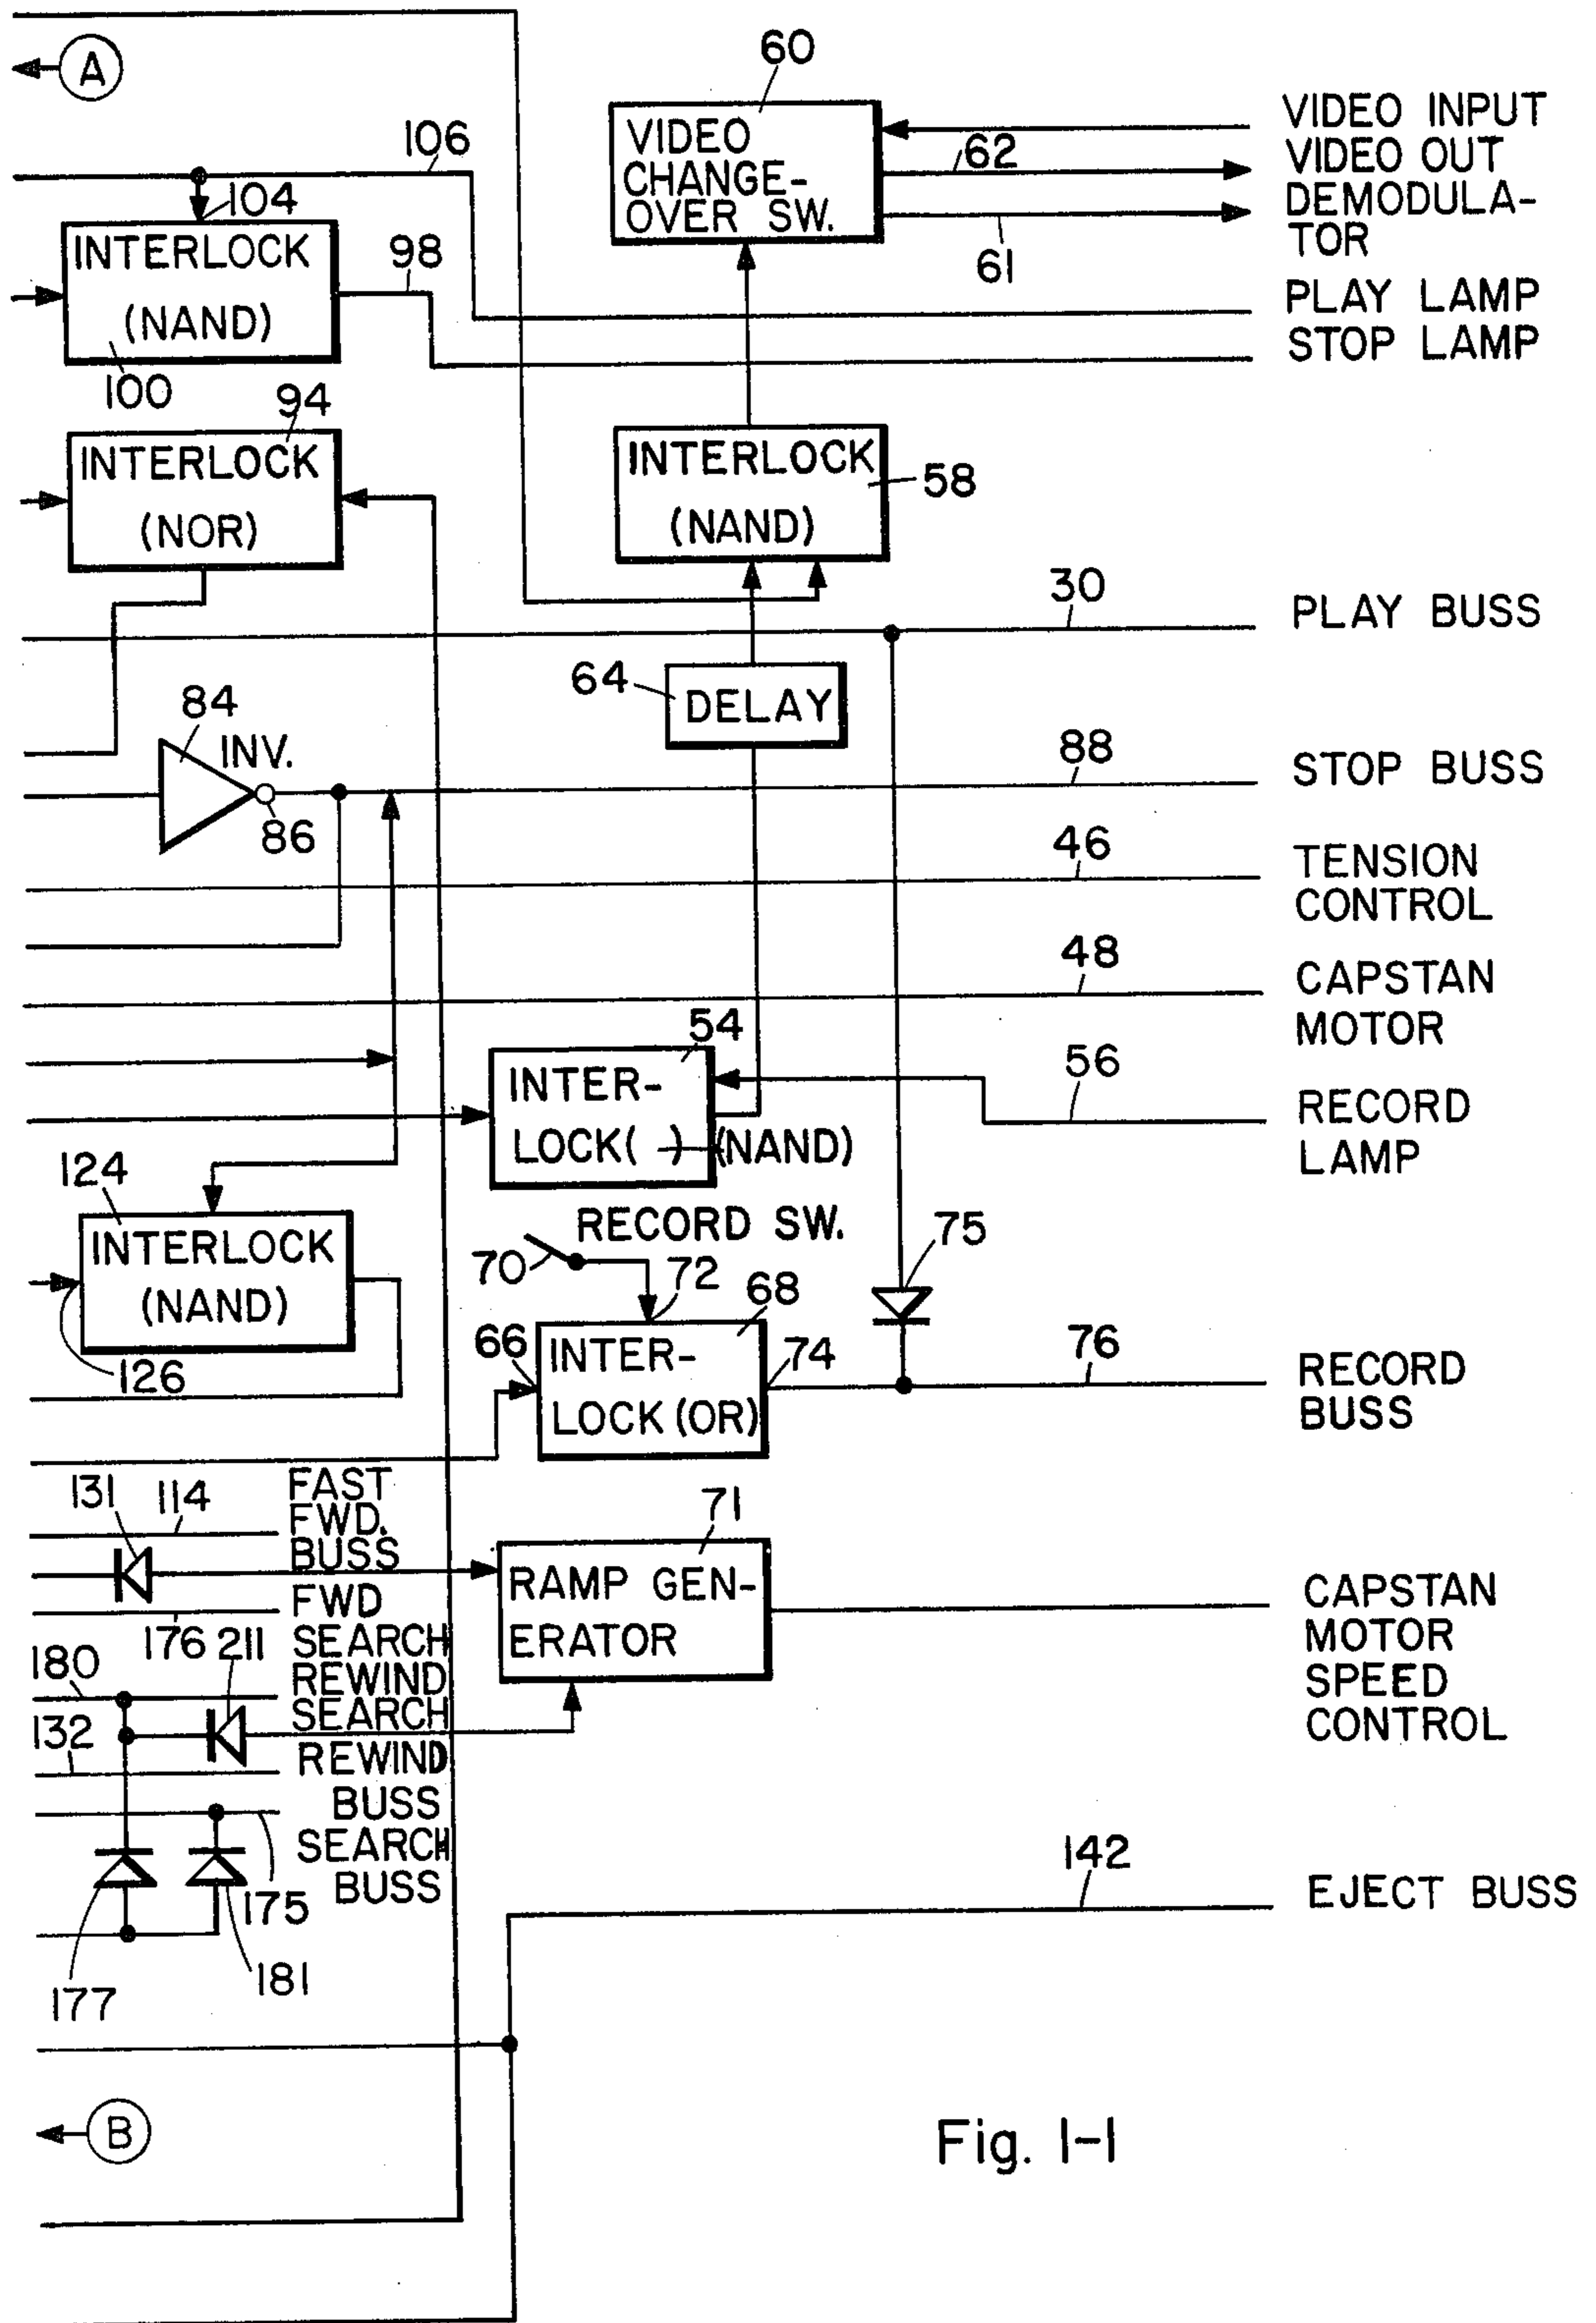 A
60
VIDEO
CHANGE-
OVER SW.
VIDEO INPUT
62
VIDEO OUT
DEMODULA-
TOR
61
106
104
INTERLOCK
(NAND)
98
100
PLAY LAMP
STOP LAMP
94
INTERLOCK
(NOR)
INTERLOCK
(NAND)
58
30
PLAY BUSS
64
DELAY
84
INV.
86
88
STOP BUSS
46
TENSION
CONTROL
48
CAPSTAN
MOTOR
54
INTER-
LOCK( ) (NAND)
56
RECORD
LAMP
124
INTERLOCK
(NAND)
126
RECORD SW.
70
72
68
66
INTER-
LOCK (OR)
74
75
76
RECORD
BUSS
131
114
FAST
FWD.
BUSS
71
RAMP GEN-
ERATOR
FWD
SEARCH
176
211
180
REWIND
SEARCH
132
REWIND
BUSS
SEARCH
BUSS
175
177
181
CAPSTAN
MOTOR
SPEED
CONTROL
142
EJECT BUSS
B
Fig. 1-1